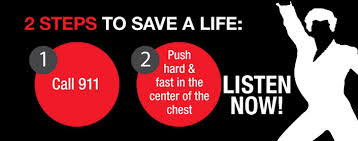 2 STEPS TO SAVE A LIFE:
1
Call 911
2
Push
hard &
fast in the
center of the
chest
LISTEN
NOW!